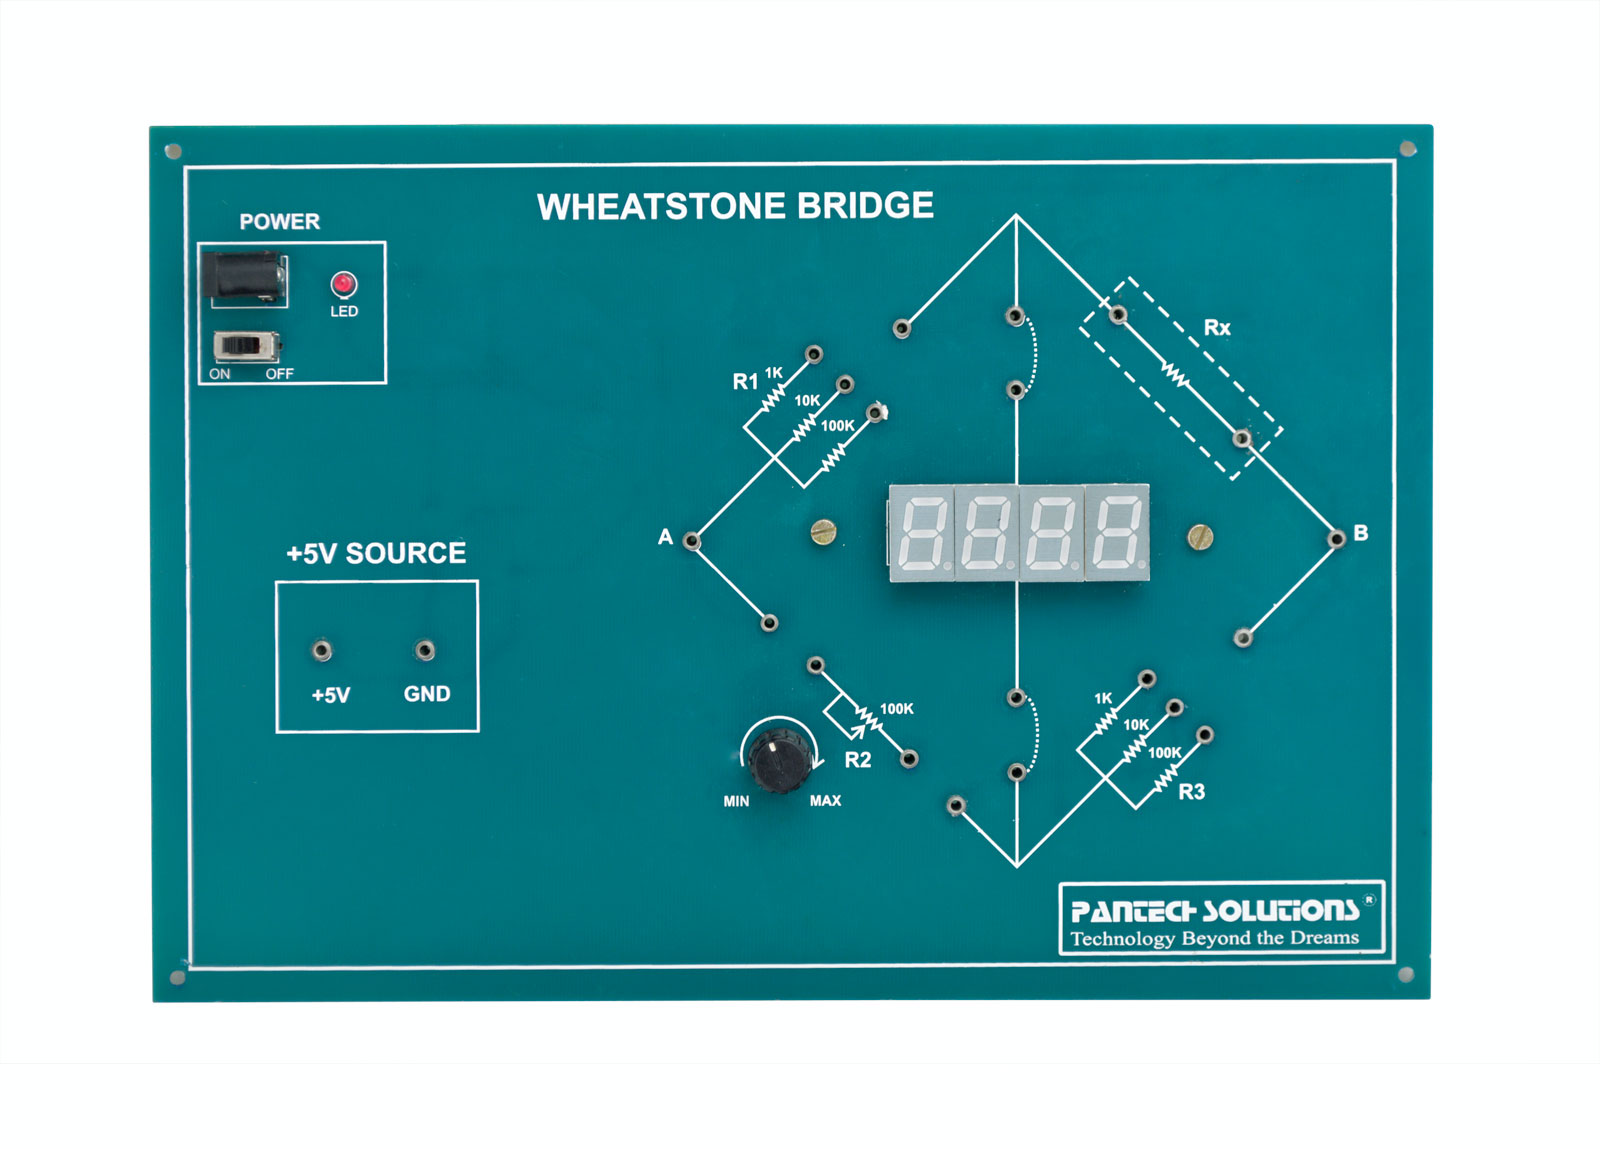 WHEATSTONE BRIDGE
POWER
LED
ON OFF
Rx
R1 1K
10K
100K
A
B
+5V SOURCE
+5V GND
100K
R2
MIN MAX
1K
10K
100K
R3
PANTECH SOLUTIONS ®
Technology Beyond the Dreams